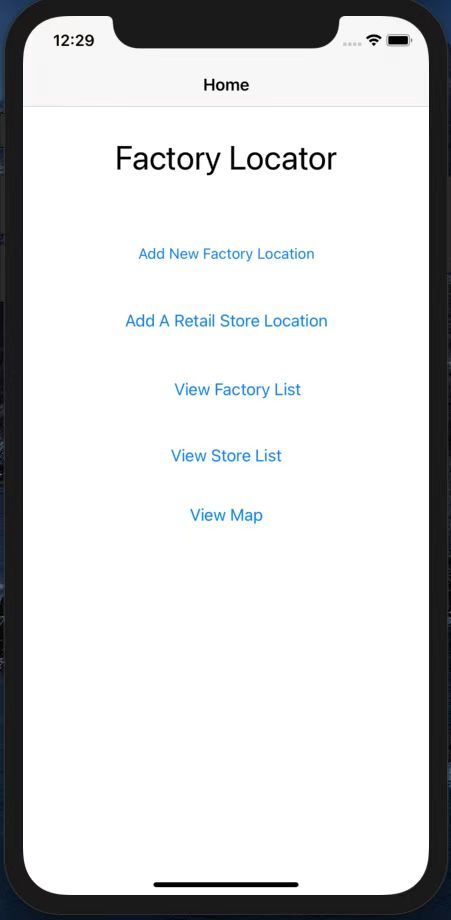 12:29
Home
Factory Locator
Add New Factory Location
Add A Retail Store Location
View Factory List
View Store List
View Map